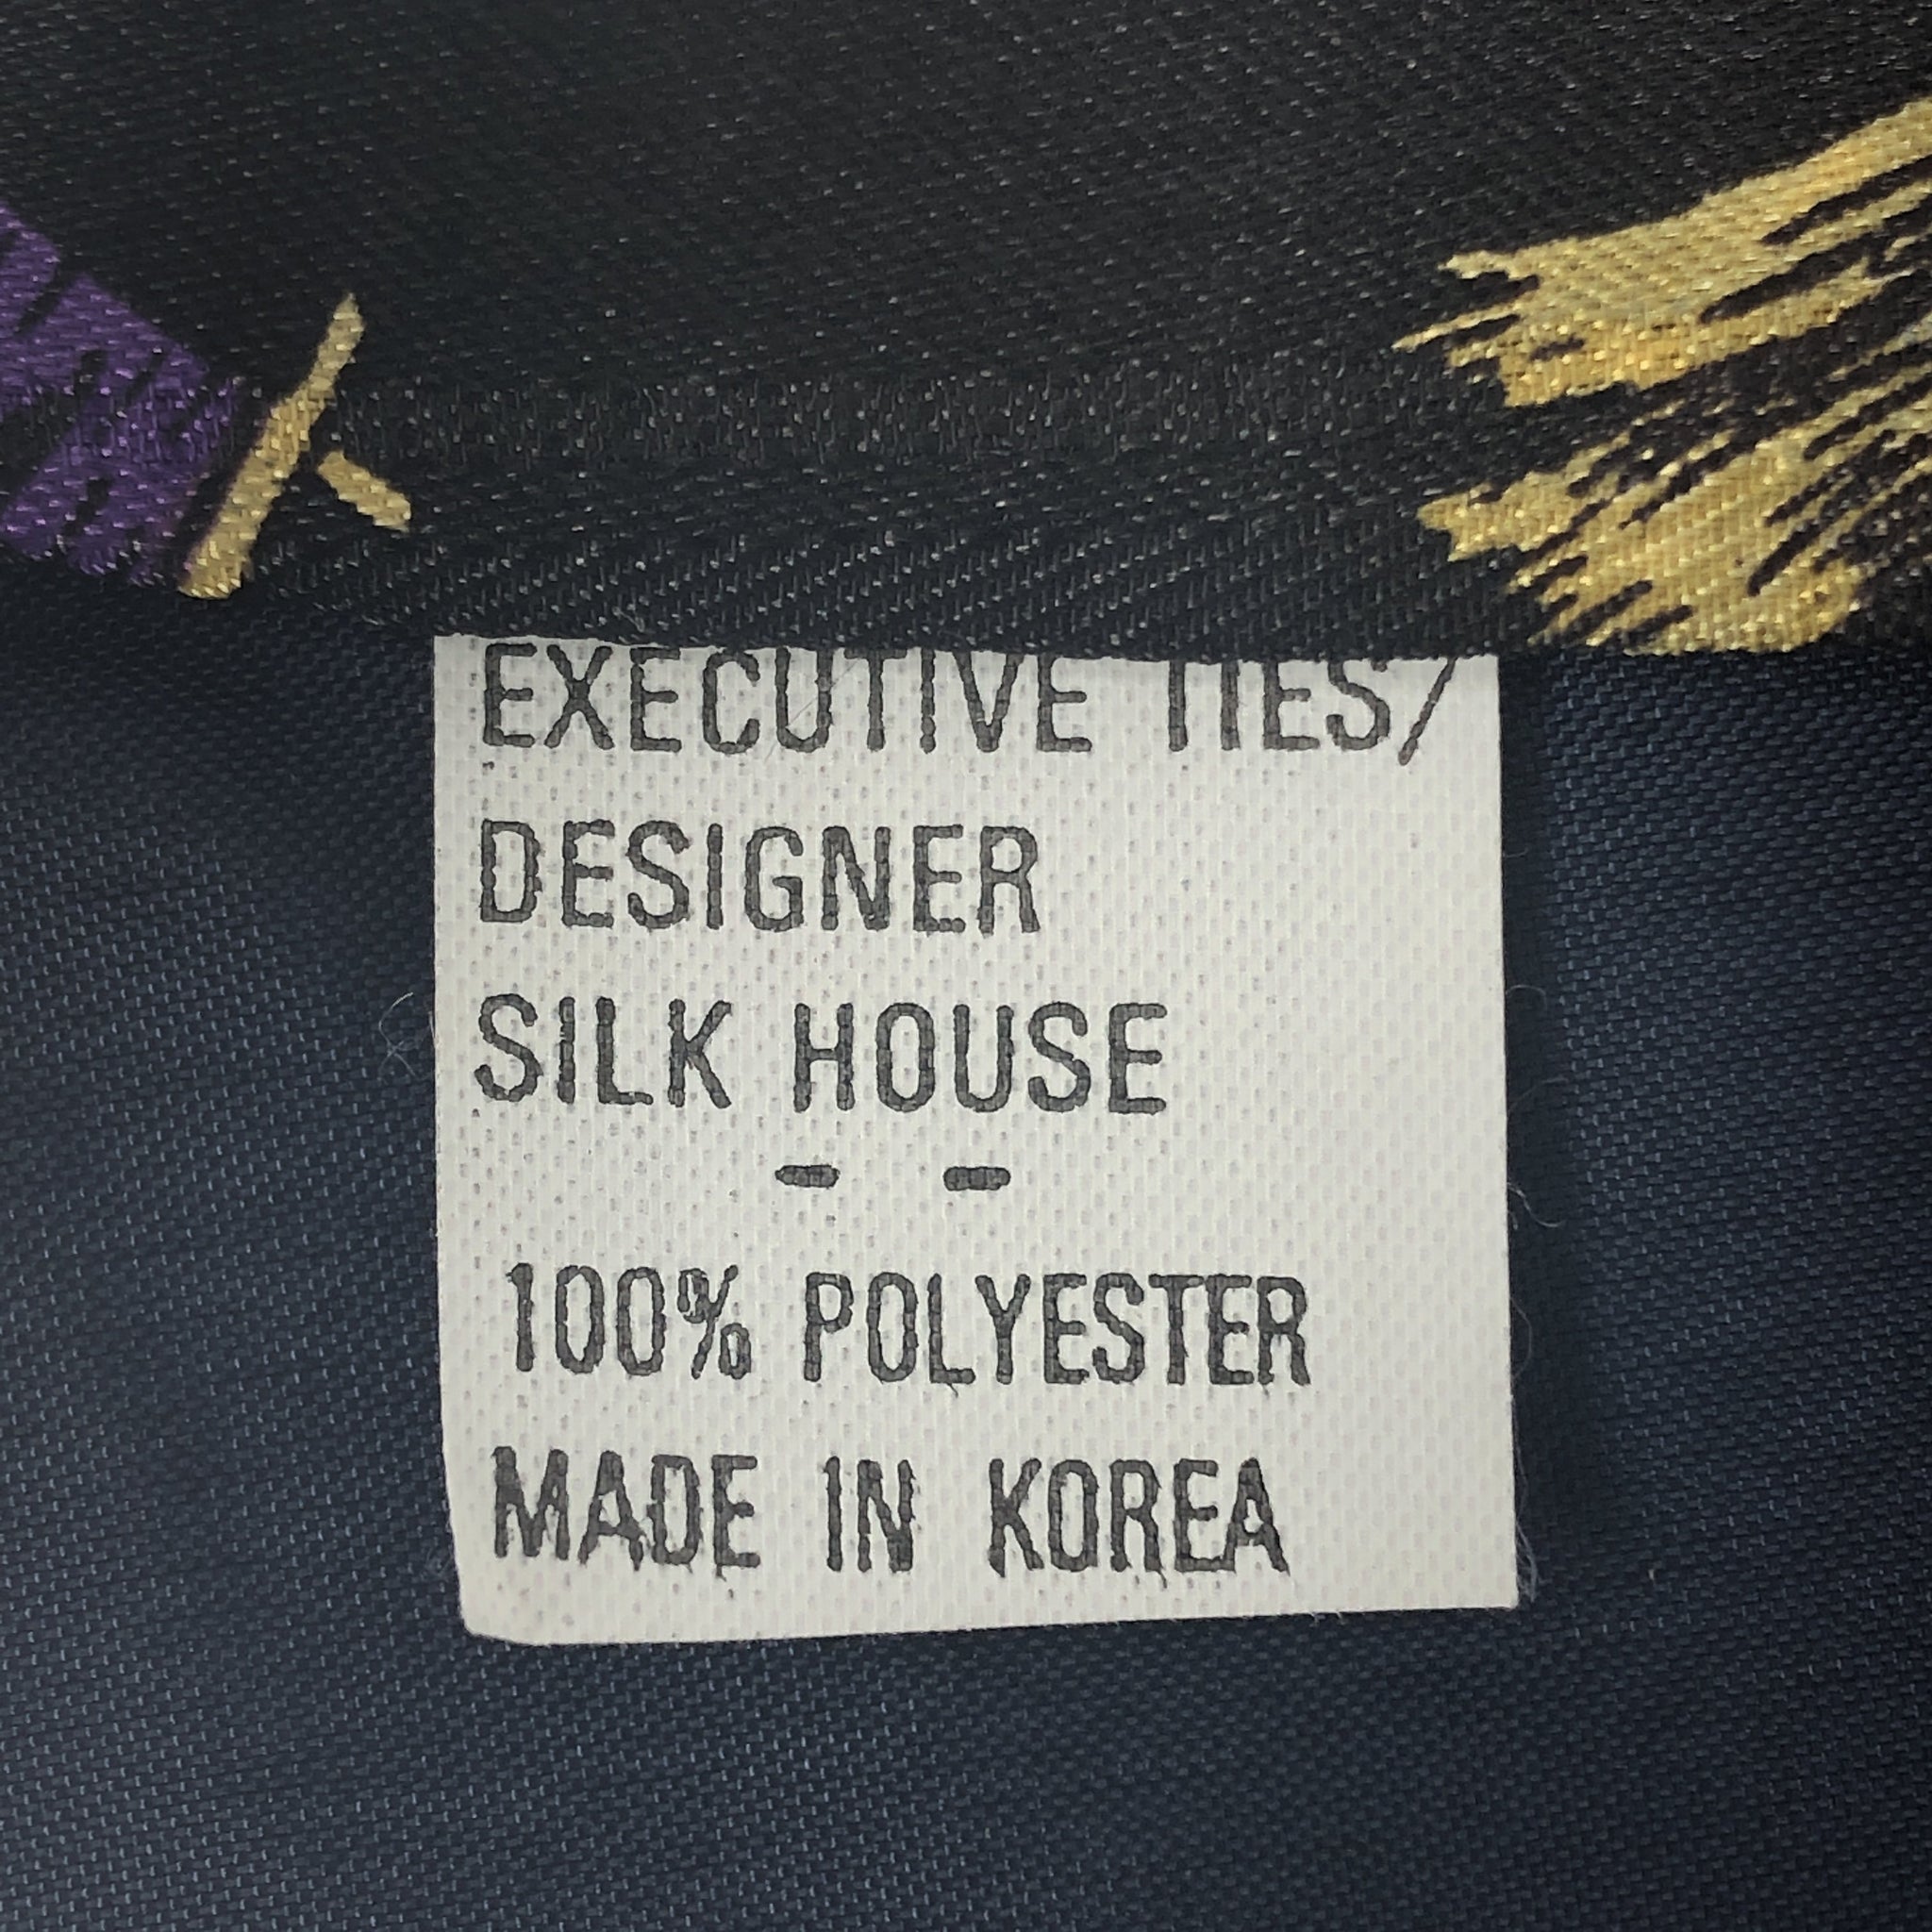 EXECUTIVE TIES/
DESIGNER
SILK HOUSE
- -
100% POLYESTER
MADE IN KOREA